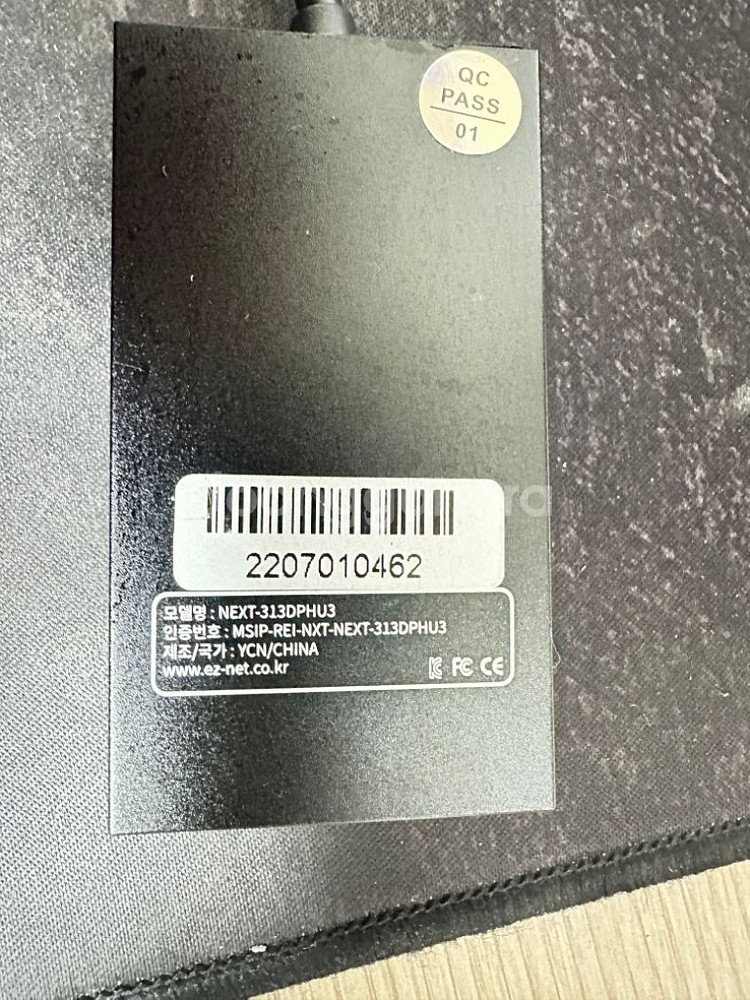 QC
PASS
01
2207010462
모델명 : NEXT-313DPHU3
인증번호 : MSIP-REI-NXT-NEXT-313DPHU3
제조/국가 : YCN/CHINA
www.ez-net.co.kr
FC CE